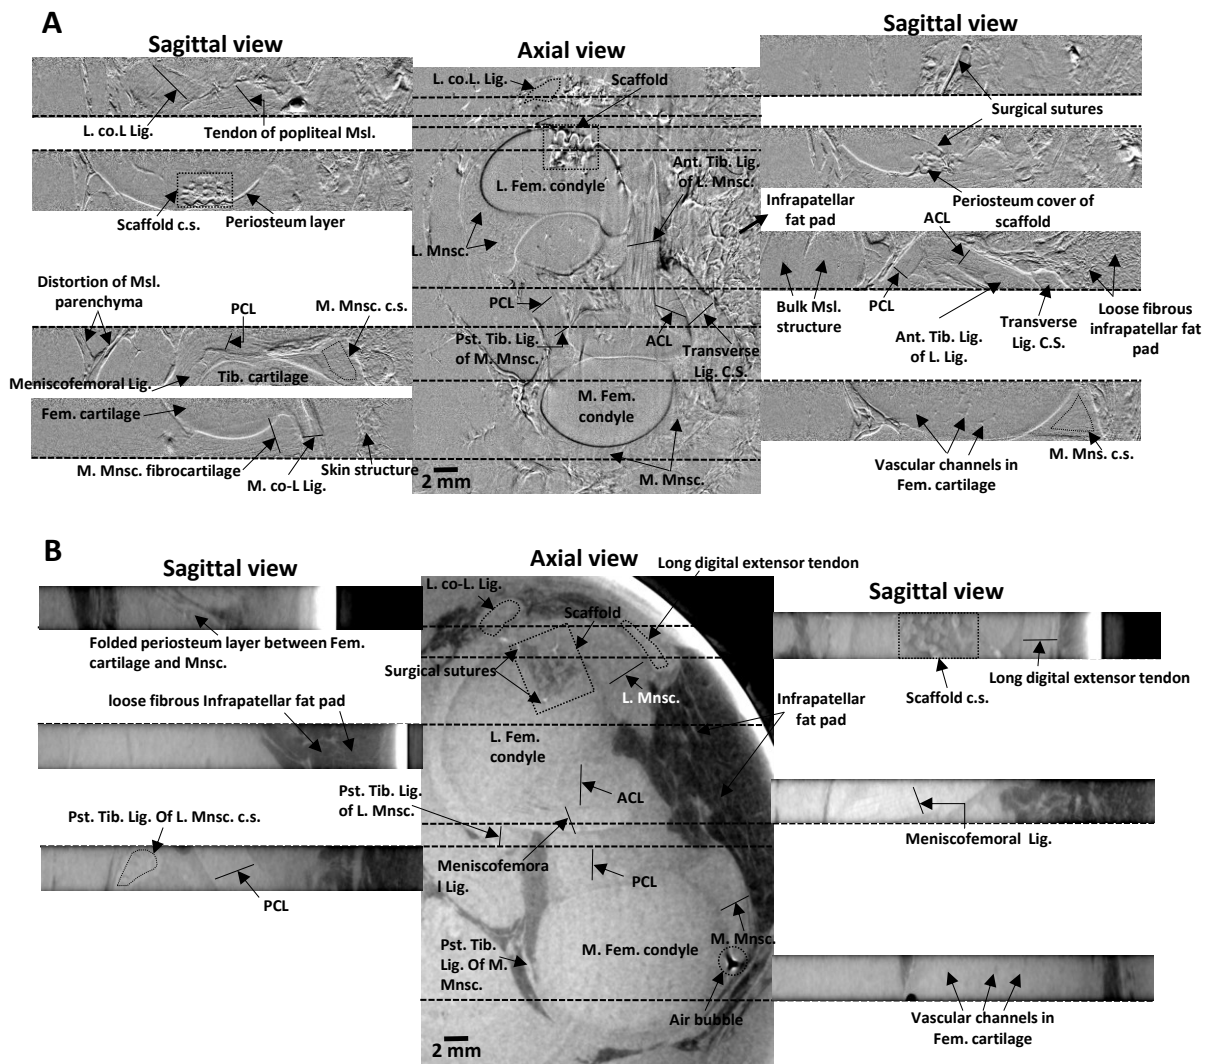 A
Sagittal view
L. co.L Lig.
Tendon of popliteal Msl.
Scaffold c.s.
Periosteum layer
Distortion of Msl.
parenchyma
PCL
M. Mnsc. c.s.
Meniscofemoral Lig.
Tib. cartilage
Fem. cartilage
M. Mnsc. fibrocartilage
M. co-L Lig.
Skin structure
Axial view
L. co.L. Lig.
Scaffold
L. Fem. condyle
Ant. Tib. Lig.
of L. Mnsc.
L. Mnsc.
Infrapatellar
fat pad
PCL
Pst. Tib. Lig.
of M. Mnsc.
ACL
Transverse
Lig. C.S.
M. Fem.
condyle
2 mm
M. Mnsc.
Sagittal view
Surgical sutures
Periosteum cover of
scaffold
ACL
Bulk Msl.
structure
PCL
Ant. Tib. Lig.
of L. Lig.
Transverse
Lig. C.S.
Loose fibrous
infrapatellar fat
pad
Vascular channels in
Fem. cartilage
M. Mns. c.s.
B
Sagittal view
Folded periosteum layer between Fem.
cartilage and Mnsc.
loose fibrous Infrapatellar fat pad
Pst. Tib. Lig. Of L. Mnsc. c.s.
PCL
Axial view
Long digital extensor tendon
L. co-L. Lig.
Scaffold
Surgical sutures
L. Mnsc.
Infrapatellar
fat pad
L. Fem.
condyle
Pst. Tib. Lig.
of L. Mnsc.
ACL
Meniscofemora
l Lig.
PCL
Pst. Tib.
Lig. Of M.
Mnsc.
M. Fem. condyle
M. Mnsc.
Air bubble
2 mm
Sagittal view
Long digital extensor tendon
Scaffold c.s.
Meniscofemoral Lig.
Vascular channels in
Fem. cartilage